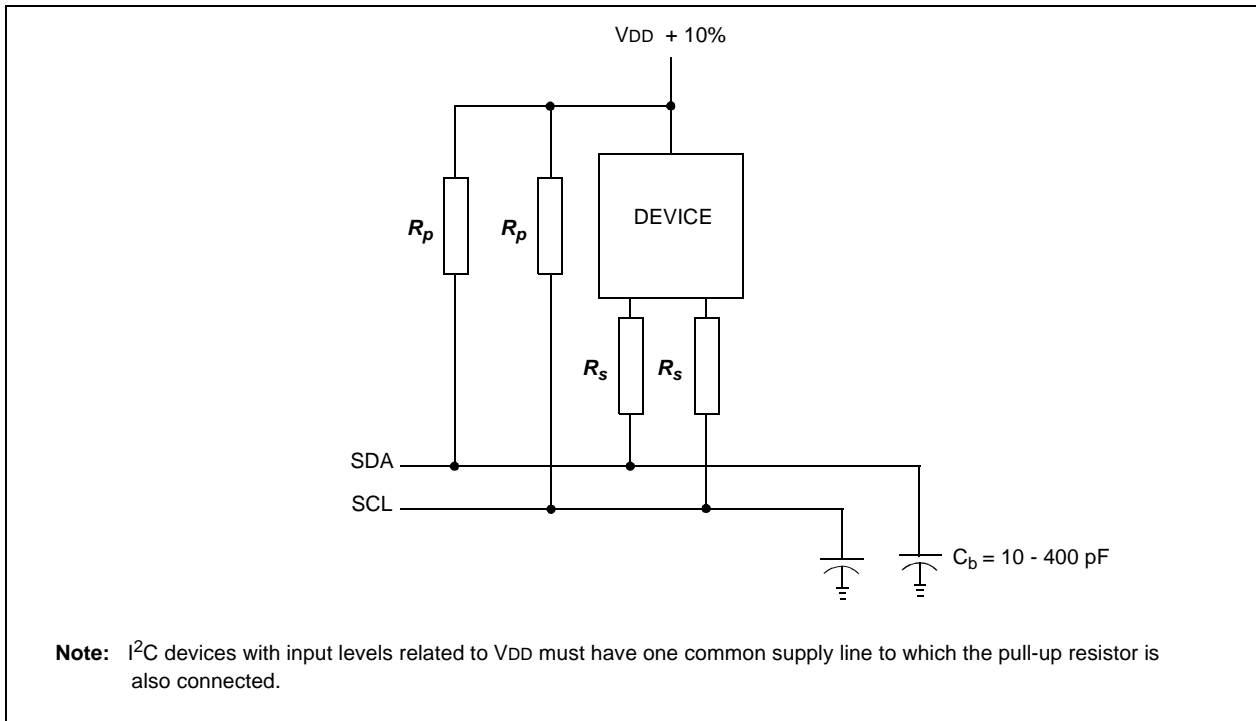 VDD + 10%
DEVICE
Rp Rp
Rs Rs
SDA
SCL
Cb = 10 - 400 pF
Note: I2C devices with input levels related to VDD must have one common supply line to which the pull-up resistor is
also connected.